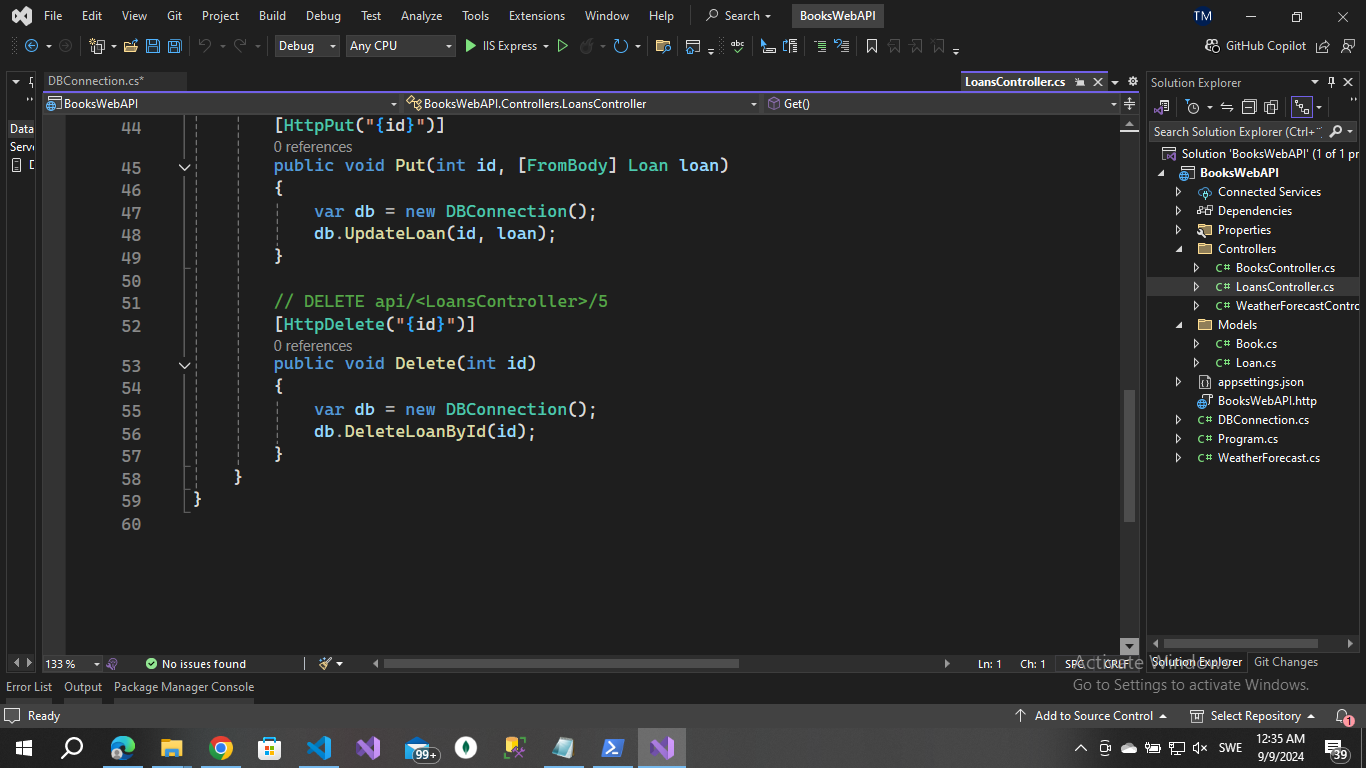 File Edit View Git Project Build Debug Test Analyze Tools Extensions Window Help Search BooksWebAPI TM
Debug Any CPU IIS Express GitHub Copilot
DBConnection.cs* LoansController.cs
BooksWebAPI BooksWebAPI.Controllers.LoansController Get()
Data
Serv
44 [HttpPut("{id}")]
0 references
45 public void Put(int id, [FromBody] Loan loan)
46 {
47 var db = new DBConnection();
48 db.UpdateLoan(id, loan);
49 }
50
51 // DELETE api/<LoansController>/5
52 [HttpDelete("{id}")]
0 references
53 public void Delete(int id)
54 {
55 var db = new DBConnection();
56 db.DeleteLoanById(id);
57 }
58 }
59 }
60
133 % No issues found Ln: 1 Ch: 1 SPC CRLF
Solution Explorer
Search Solution Explorer (Ctrl+
Solution 'BooksWebAPI' (1 of 1 pr
BooksWebAPI
Connected Services
Dependencies
Properties
Controllers
C# BooksController.cs
C# LoansController.cs
C# WeatherForecastContro
Models
C# Book.cs
C# Loan.cs
appsettings.json
BooksWebAPI.http
C# DBConnection.cs
C# Program.cs
C# WeatherForecast.cs
Solution Explorer Git Changes
Activate Windows
Go to Settings to activate Windows.
Error List Output Package Manager Console
Ready Add to Source Control Select Repository 1
99+ SWE 12:35 AM
9/9/2024 39